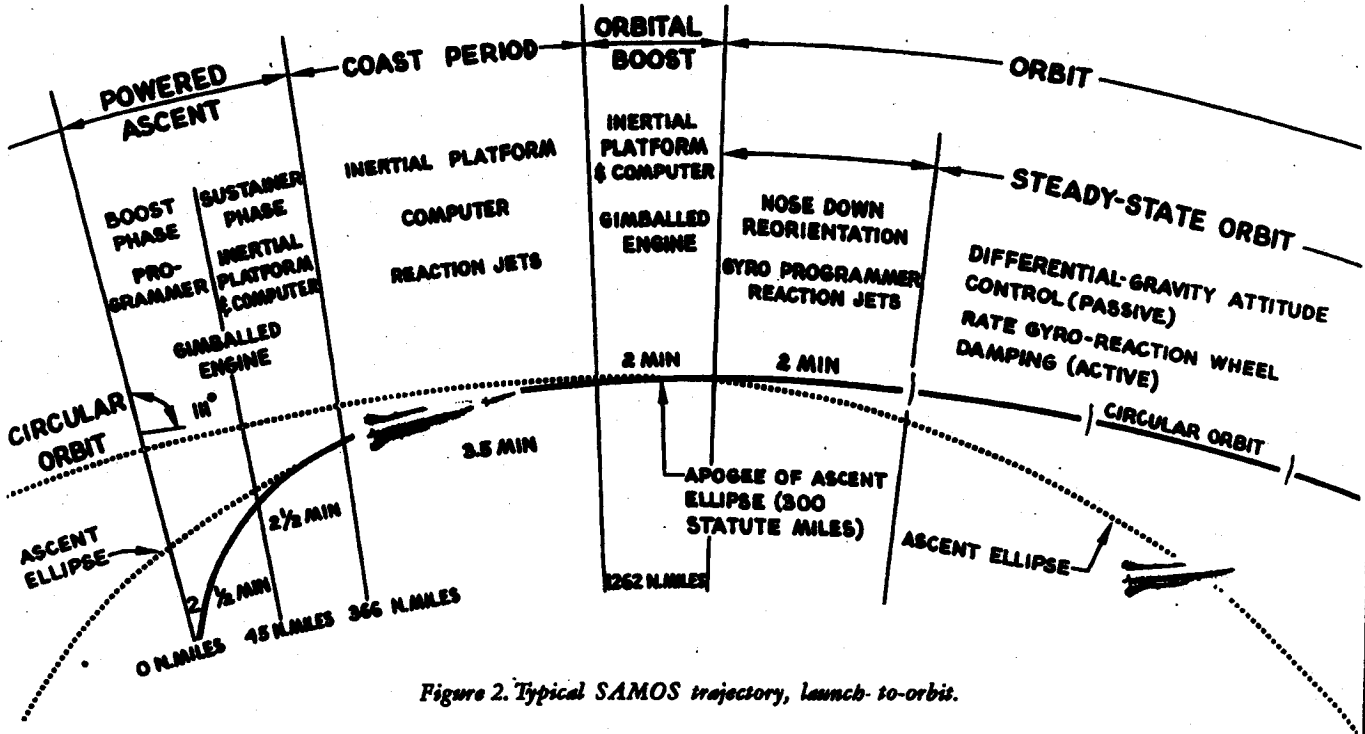 POWERED
ASCENT
COAST PERIOD
ORBITAL
BOOST
ORBIT
BOOST
PHASE
PRO-
GRAMMER
SUSTAINER
PHASE
INERTIAL
PLATFORM
& COMPUTER
GIMBALLED
ENGINE
INERTIAL PLATFORM
COMPUTER
REACTION JETS
INERTIAL
PLATFORM
& COMPUTER
GIMBALLED
ENGINE
NOSE DOWN
REORIENTATION
GYRO PROGRAMMER
REACTION JETS
STEADY-STATE ORBIT
DIFFERENTIAL-GRAVITY ATTITUDE
CONTROL (PASSIVE)
RATE GYRO-REACTION WHEEL
DAMPING (ACTIVE)
CIRCULAR
ORBIT
111°
2 MIN
2 MIN
CIRCULAR ORBIT
3.5 MIN
2½ MIN
2 ½ MIN
ASCENT
ELLIPSE
APOGEE OF ASCENT
ELLIPSE (300
STATUTE MILES)
ASCENT ELLIPSE
0 N.MILES
45 N.MILES
366 N.MILES
1262 N.MILES
Figure 2. Typical SAMOS trajectory, launch- to-orbit.